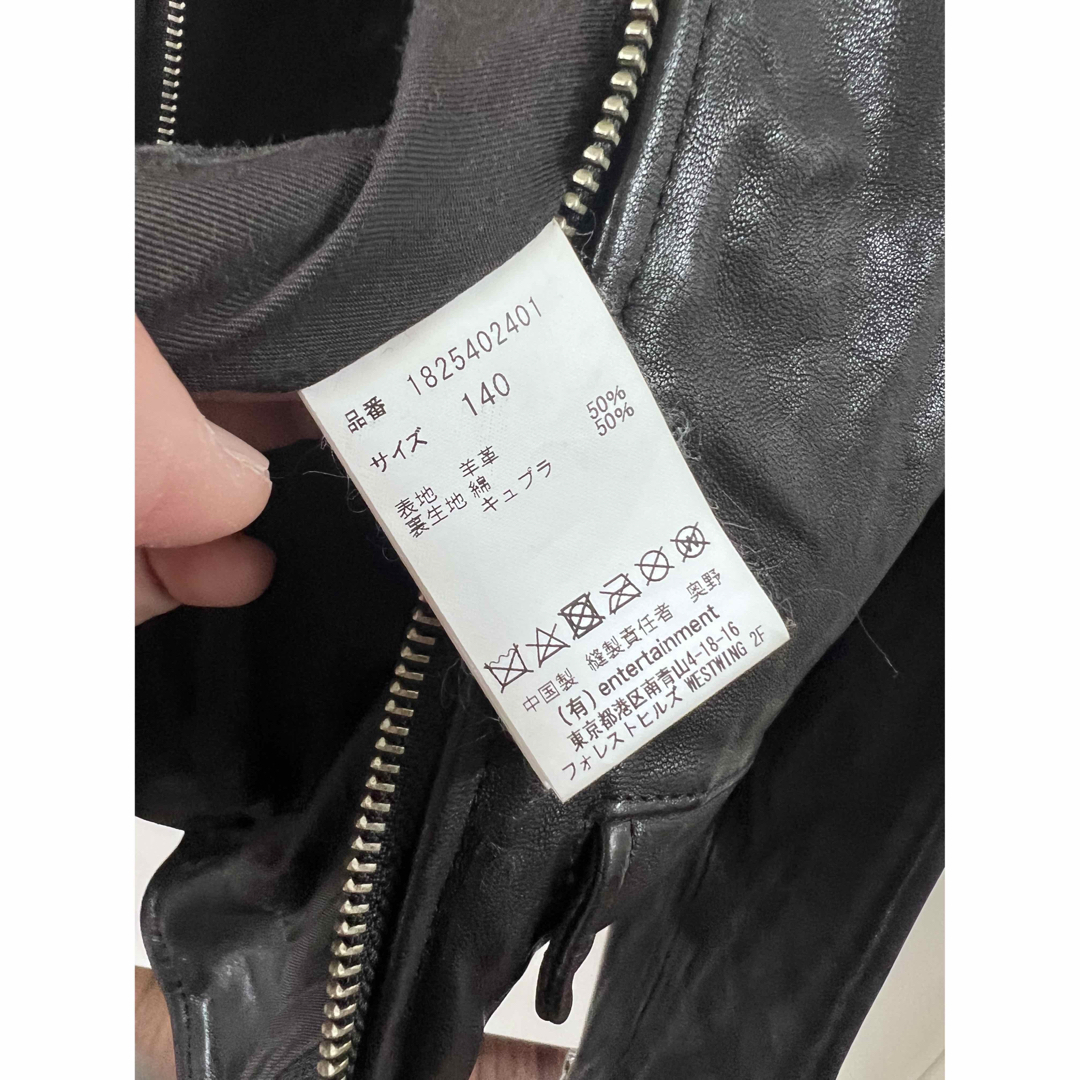 品番 1825402401
サイズ 140
表地 羊革
裏生地 綿 50%
キュプラ 50%
中国製 縫製責任者 奥野
(有) entertainment
東京都港区南青山4-18-16
フォレストヒルズ WESTWING 2F